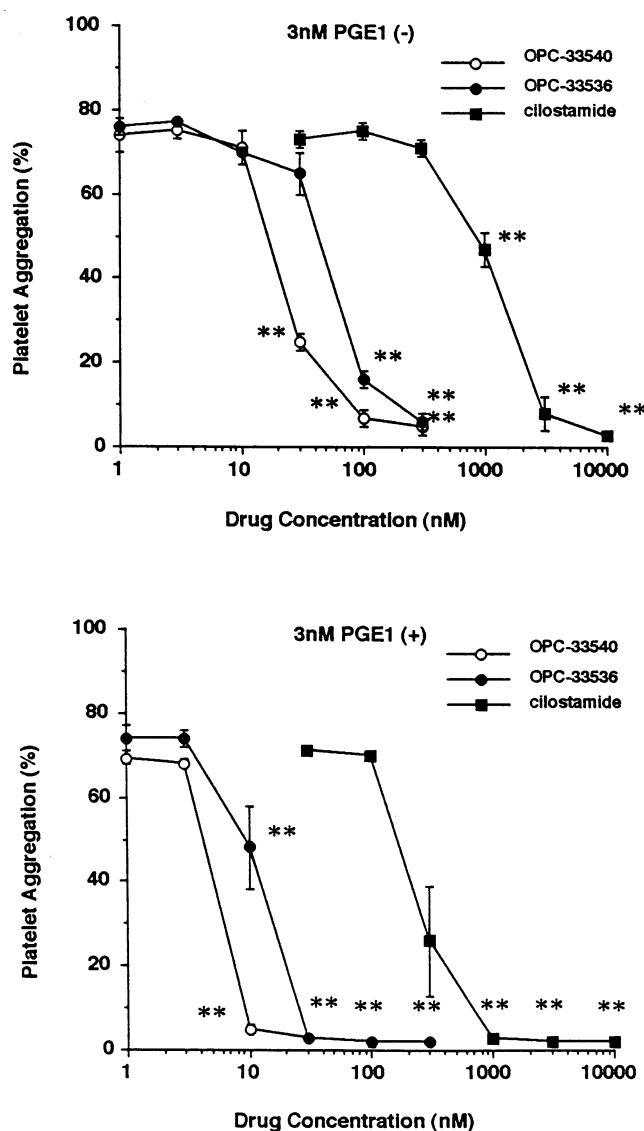 3nM PGE1 (-)
OPC-33540
OPC-33536
cilostamide
100
80
60
40
20
0
Platelet Aggregation (%)
**
**
**
**
**
**
**
**
1
10
100
1000
10000
Drug Concentration (nM)
3nM PGE1 (+)
OPC-33540
OPC-33536
cilostamide
100
80
60
40
20
0
Platelet Aggregation (%)
**
** ** ** ** ** ** **
1
10
100
1000
10000
Drug Concentration (nM)